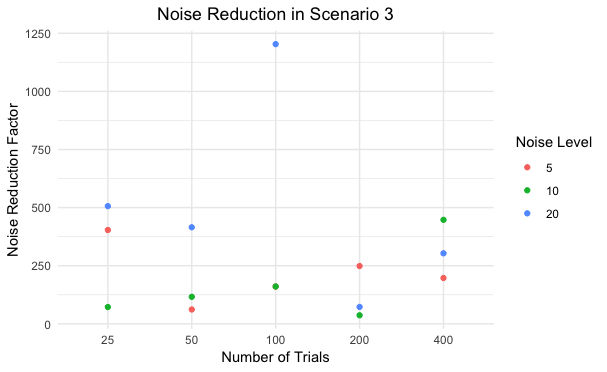 Noise Reduction in Scenario 3
1250
1000
750
500
250
0
Noise Reduction Factor
25 50 100 200 400
Number of Trials
Noise Level
5
10
20